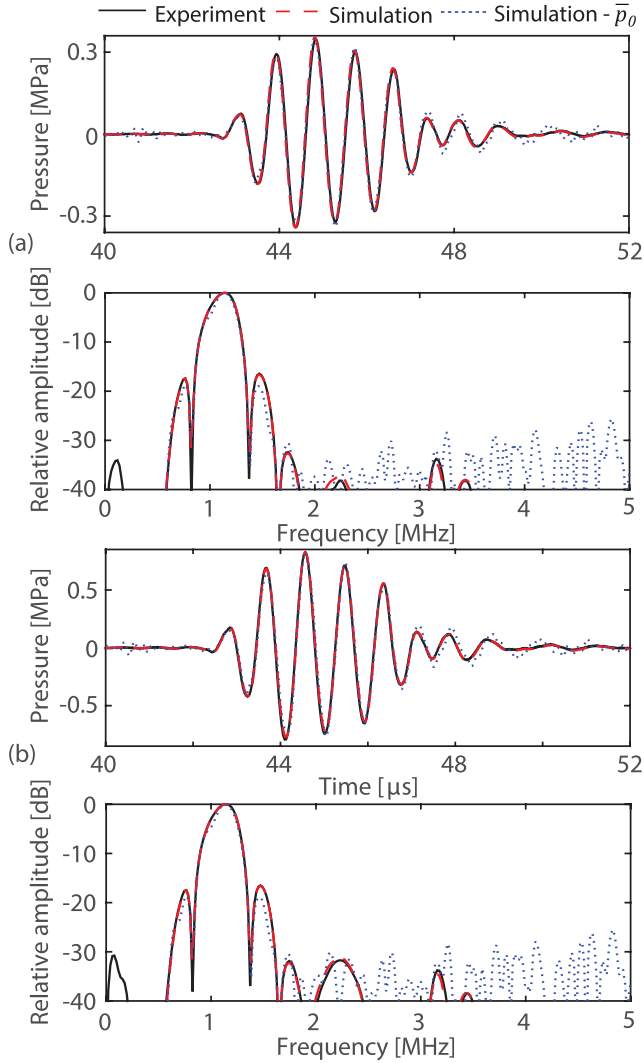 Experiment Simulation Simulation - p̅₀
Pressure [MPa]
0.3
0
-0.3
40 44 48 52
(a)
Relative amplitude [dB]
0
-10
-20
-30
-40
0 1 2 3 4 5
Frequency [MHz]
Pressure [MPa]
0.5
0
-0.5
40 44 48 52
(b)
Time [μs]
Relative amplitude [dB]
0
-10
-20
-30
-40
0 1 2 3 4 5
Frequency [MHz]